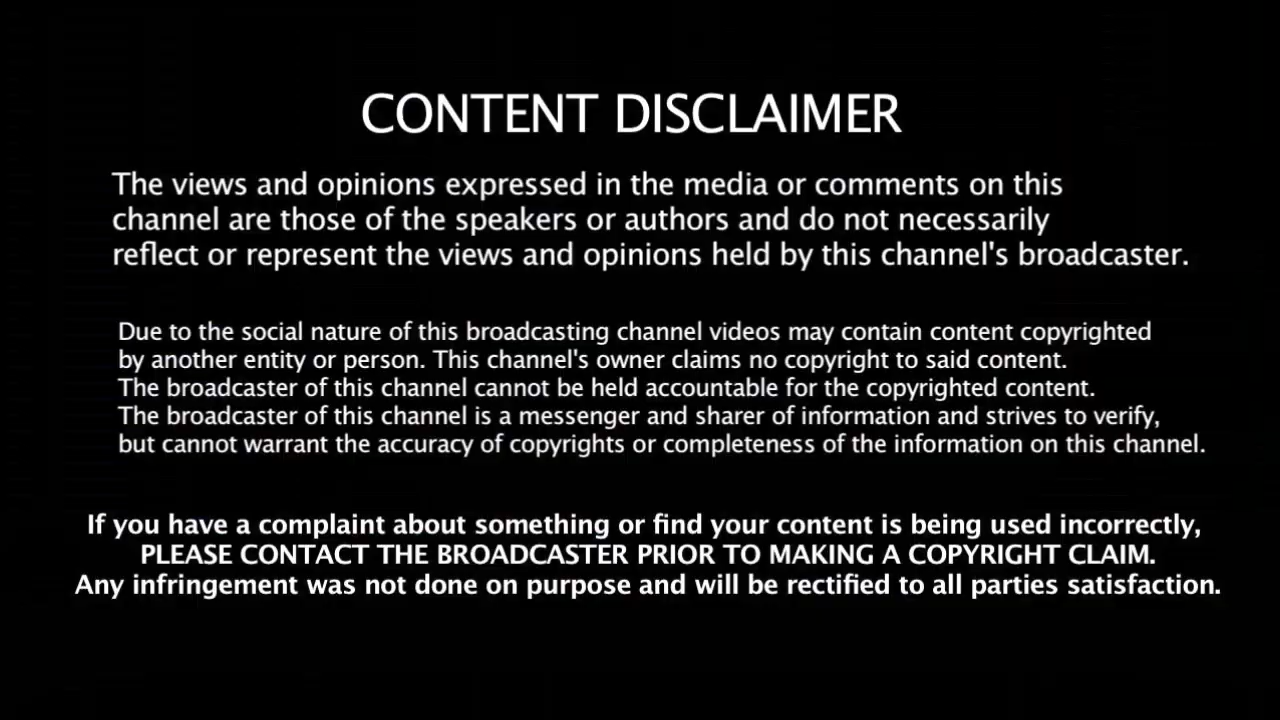 CONTENT DISCLAIMER
The views and opinions expressed in the media or comments on this
channel are those of the speakers or authors and do not necessarily
reflect or represent the views and opinions held by this channel's broadcaster.
Due to the social nature of this broadcasting channel videos may contain content copyrighted
by another entity or person. This channel's owner claims no copyright to said content.
The broadcaster of this channel cannot be held accountable for the copyrighted content.
The broadcaster of this channel is a messenger and sharer of information and strives to verify,
but cannot warrant the accuracy of copyrights or completeness of the information on this channel.
If you have a complaint about something or find your content is being used incorrectly,
PLEASE CONTACT THE BROADCASTER PRIOR TO MAKING A COPYRIGHT CLAIM.
Any infringement was not done on purpose and will be rectified to all parties satisfaction.